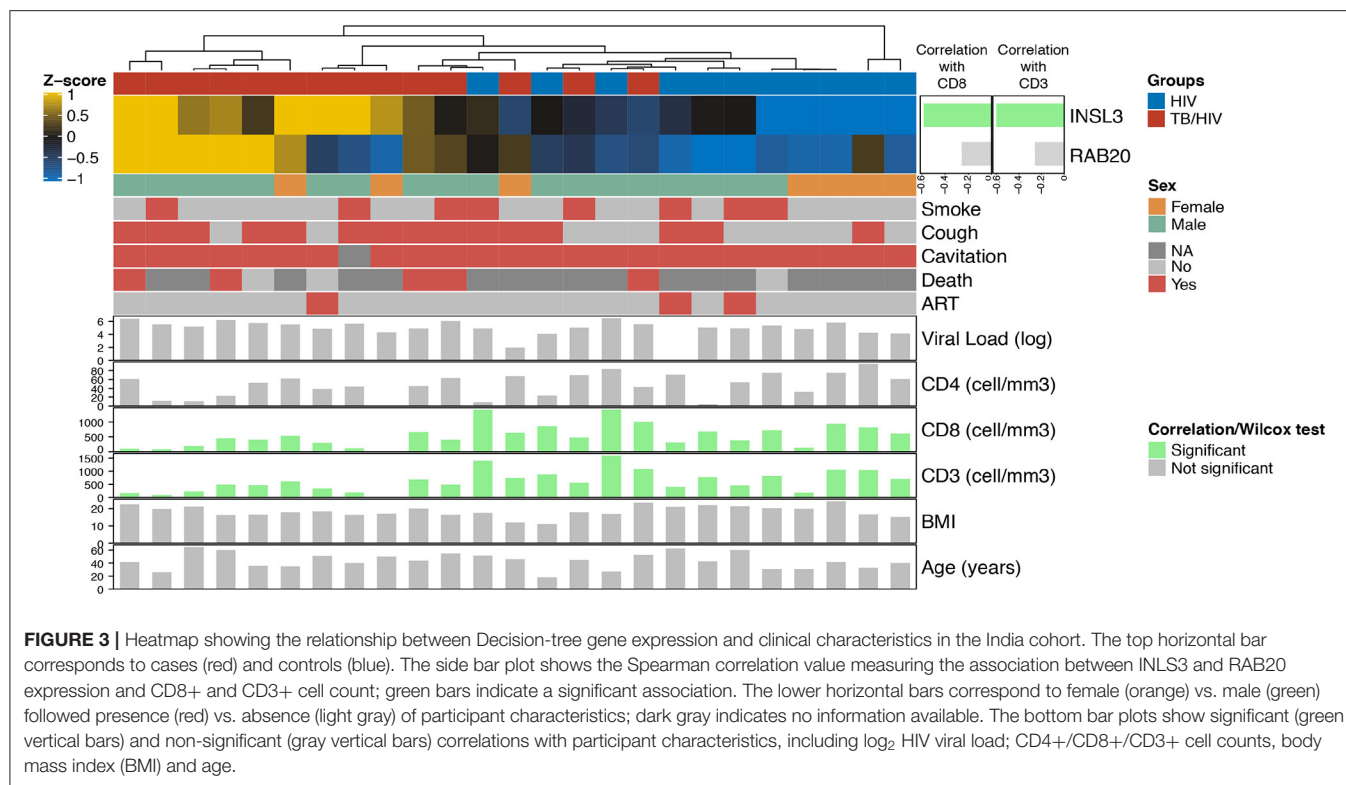 Correlation with CD8
Correlation with CD3
Z-score
1
0.5
0
−0.5
−1
Groups
HIV
TB/HIV
INSL3
RAB20
-0.6
-0.4
-0.2
0
-0.6
-0.4
-0.2
0
Sex
Female
Male
NA
No
Yes
Smoke
Cough
Cavitation
Death
ART
6
4
2
0
Viral Load (log)
80
60
40
20
0
CD4 (cell/mm3)
1000
500
0
CD8 (cell/mm3)
Correlation/Wilcox test
Significant
Not significant
1500
1000
500
0
CD3 (cell/mm3)
20
10
0
BMI
60
40
20
0
Age (years)
FIGURE 3 | Heatmap showing the relationship between Decision-tree gene expression and clinical characteristics in the India cohort. The top horizontal bar
corresponds to cases (red) and controls (blue). The side bar plot shows the Spearman correlation value measuring the association between INLS3 and RAB20
expression and CD8+ and CD3+ cell count; green bars indicate a significant association. The lower horizontal bars correspond to female (orange) vs. male (green)
followed presence (red) vs. absence (light gray) of participant characteristics; dark gray indicates no information available. The bottom bar plots show significant (green
vertical bars) and non-significant (gray vertical bars) correlations with participant characteristics, including log₂ HIV viral load; CD4+/CD8+/CD3+ cell counts, body
mass index (BMI) and age.